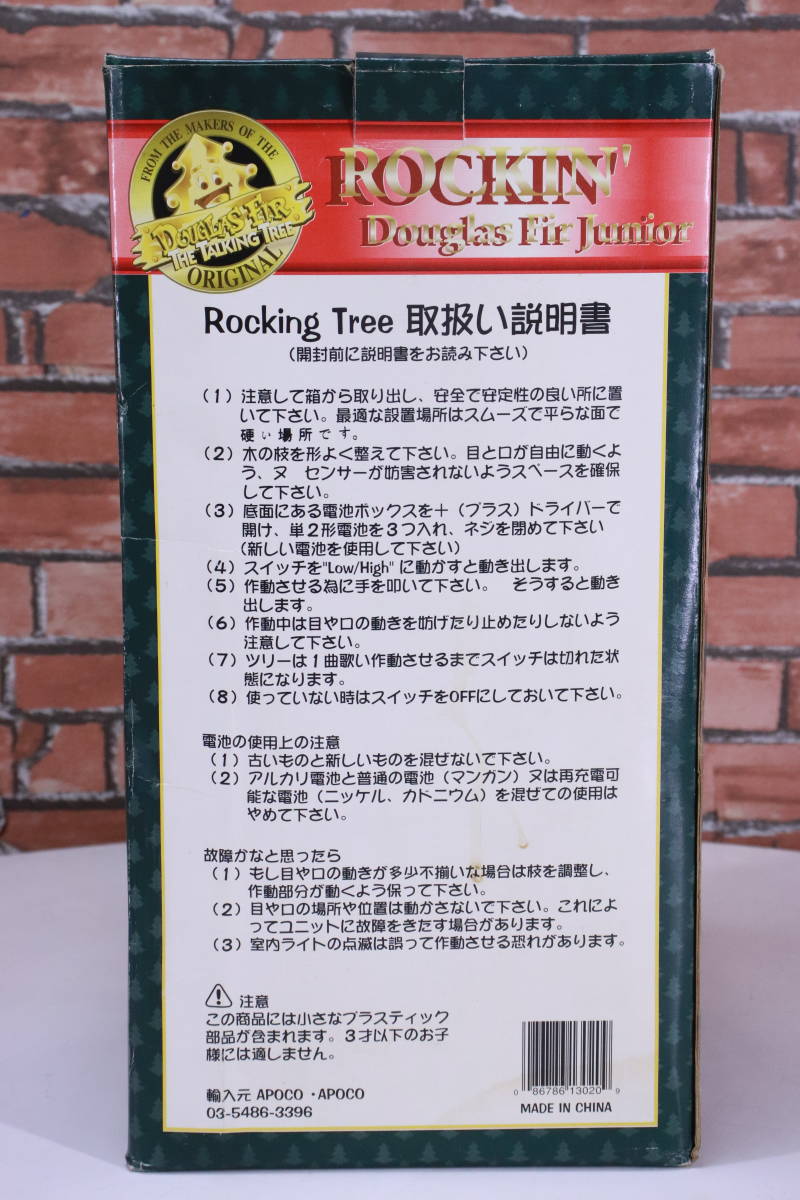 FROM THE MAKERS OF THE
DOUGLAS FIR
THE TALKING TREE
ORIGINAL
ROCKIN'
Douglas Fir Junior
Rocking Tree 取扱い説明書
（開封前に説明書をお読み下さい）
（1）注意して箱から取り出し、安全で安定性の良い所に置
いて下さい。最適な設置場所はスムーズで平らな面で
硬い場所です。
（2）木の枝を形よく整えて下さい。目と口が自由に動くよ
う、ヌ センサーが妨害されないようスペースを確保
して下さい。
（3）底面にある電池ボックスを＋（プラス）ドライバーで
開け、単２形電池を３つ入れ、ネジを閉めて下さい
（新しい電池を使用して下さい）
（4）スイッチを"Low/High" に動かすと動き出します。
（5）作動させる為に手を叩いて下さい。 そうすると動き
出します。
（6）作動中は目や口の動きを妨げたり止めたりしないよう
注意して下さい。
（7）ツリーは１曲歌い作動させるまでスイッチは切れた状
態になります。
（8）使っていない時はスイッチをOFFにしておいて下さい。
電池の使用上の注意
（1）古いものと新しいものを混ぜないで下さい。
（2）アルカリ電池と普通の電池（マンガン）ヌは再充電可
能な電池（ニッケル、カドニウム）を混ぜての使用は
やめて下さい。
故障かなと思ったら
（1）もし目や口の動きが多少不揃いな場合は枝を調整し、
作動部分が動くよう保って下さい。
（2）目や口の場所や位置は動かさないで下さい。これによ
ってユニットに故障をきたす場合があります。
（3）室内ライトの点滅は誤って作動させる恐れがあります。
注意
この商品には小さなプラスティック
部品が含まれます。３才以下のお子
様には適しません。
輸入元 APOCO ・APOCO
03-5486-3396
0 86786 13020 9
MADE IN CHINA